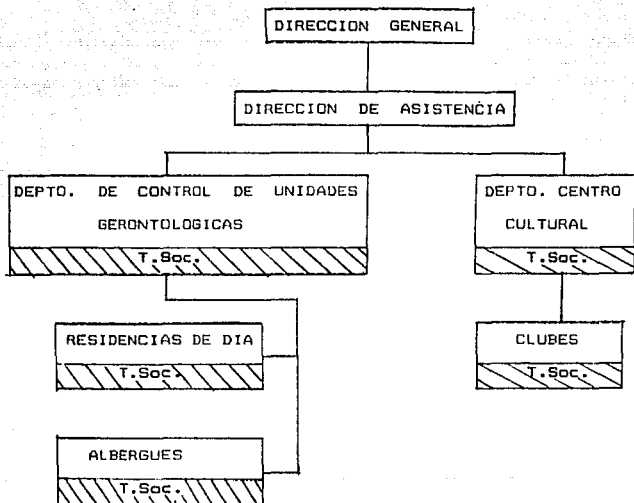 DIRECCION GENERAL
DIRECCION DE ASISTENCIA
DEPTO. DE CONTROL DE UNIDADES
GERONTOLOGICAS
T.Soc.
DEPTO. CENTRO
CULTURAL
T.Soc.
RESIDENCIAS DE DIA
T.Soc.
CLUBES
T.Soc.
ALBERGUES
T.Soc.